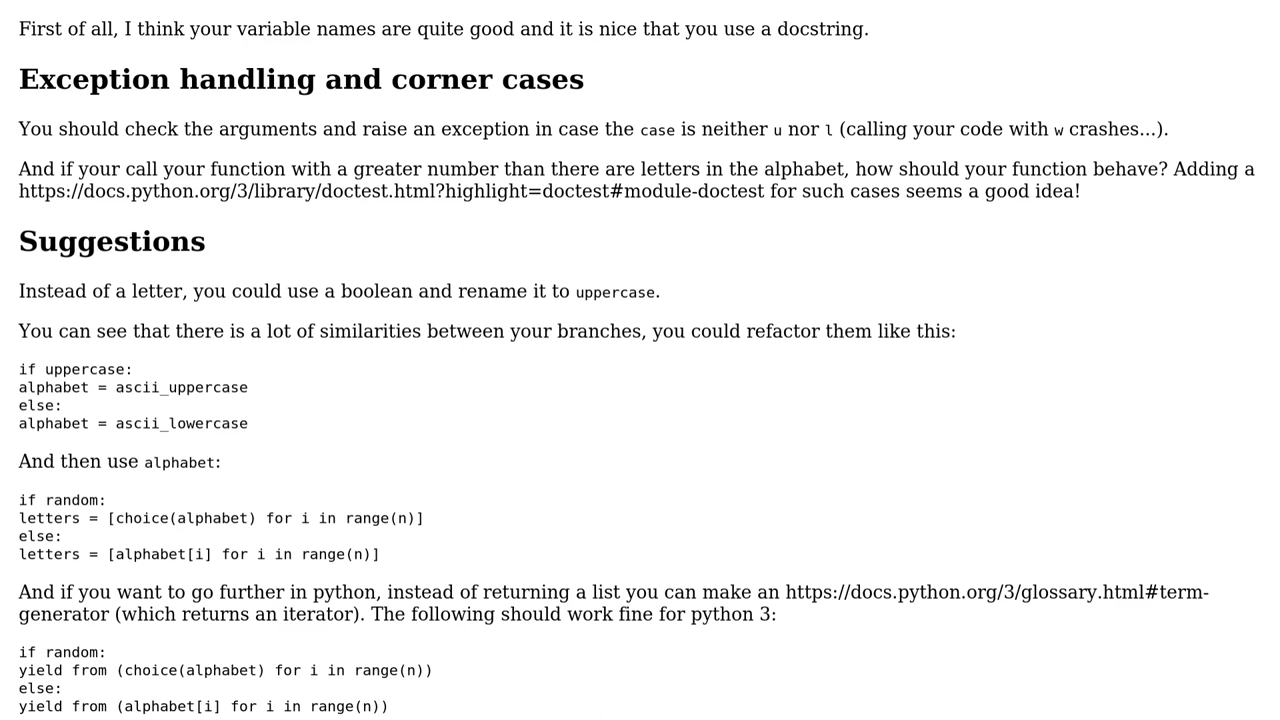 First of all, I think your variable names are quite good and it is nice that you use a docstring.
Exception handling and corner cases
You should check the arguments and raise an exception in case the case is neither u nor l (calling your code with w crashes...).
And if your call your function with a greater number than there are letters in the alphabet, how should your function behave? Adding a
https://docs.python.org/3/library/doctest.html?highlight=doctest#module-doctest for such cases seems a good idea!
Suggestions
Instead of a letter, you could use a boolean and rename it to uppercase.
You can see that there is a lot of similarities between your branches, you could refactor them like this:
if uppercase:
alphabet = ascii_uppercase
else:
alphabet = ascii_lowercase
And then use alphabet:
if random:
letters = [choice(alphabet) for i in range(n)]
else:
letters = [alphabet[i] for i in range(n)]
And if you want to go further in python, instead of returning a list you can make an https://docs.python.org/3/glossary.html#term-
generator (which returns an iterator). The following should work fine for python 3:
if random:
yield from (choice(alphabet) for i in range(n))
else:
yield from (alphabet[i] for i in range(n))